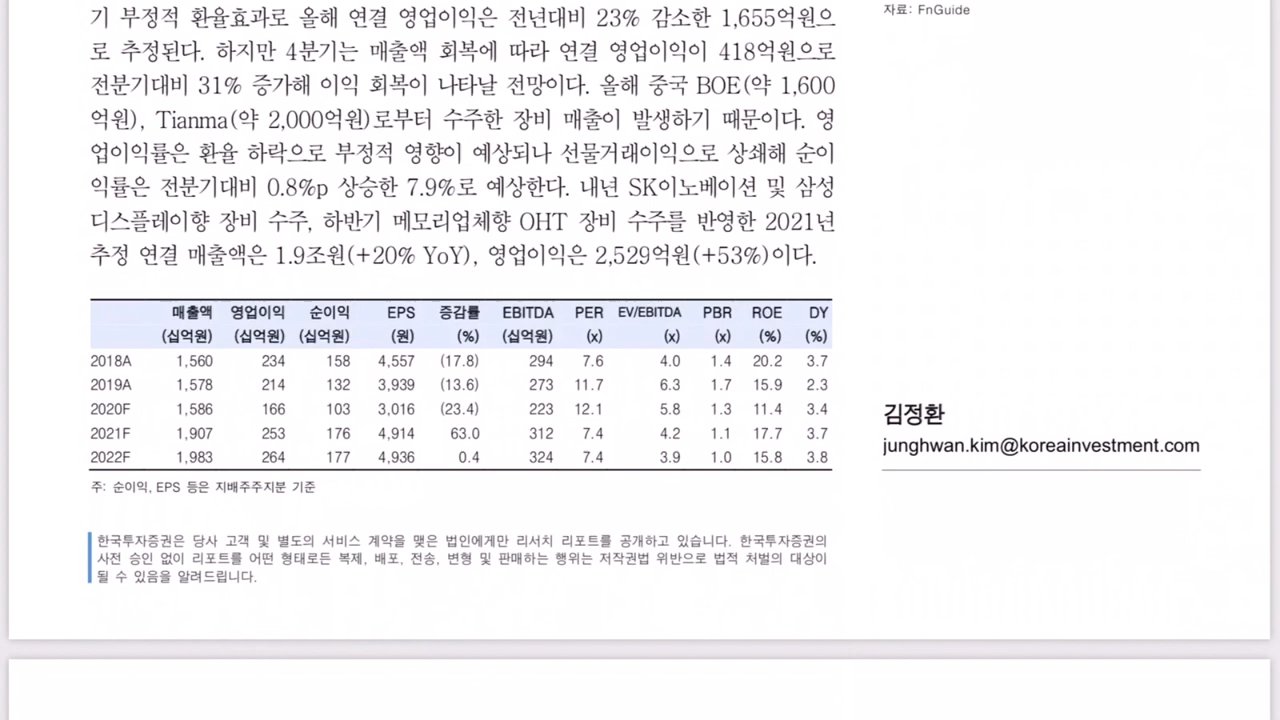 기 부정적 환율효과로 올해 연결 영업이익은 전년대비 23% 감소한 1,655억원으
로 추정된다. 하지만 4분기는 매출액 회복에 따라 연결 영업이익이 418억원으로
전분기대비 31% 증가해 이익 회복이 나타날 전망이다. 올해 중국 BOE(약 1,600
억원), Tianma(약 2,000억원)로부터 수주한 장비 매출이 발생하기 때문이다. 영
업이익률은 환율 하락으로 부정적 영향이 예상되나 선물거래이익으로 상쇄해 순이
익률은 전분기대비 0.8%p 상승한 7.9%로 예상한다. 내년 SK이노베이션 및 삼성
디스플레이향 장비 수주, 하반기 메모리업체향 OHT 장비 수주를 반영한 2021년
추정 연결 매출액은 1.9조원(+20% YoY), 영업이익은 2,529억원(+53%)이다.
매출액 영업이익 순이익 EPS 증감률 EBITDA PER EV/EBITDA PBR ROE DY
(십억원) (십억원) (십억원) (원) (%) (십억원) (x) (x) (x) (%) (%)
2018A 1,560 234 158 4,557 (17.8) 294 7.6 4.0 1.4 20.2 3.7
2019A 1,578 214 132 3,939 (13.6) 273 11.7 6.3 1.7 15.9 2.3
2020F 1,586 166 103 3,016 (23.4) 223 12.1 5.8 1.3 11.4 3.4
2021F 1,907 253 176 4,914 63.0 312 7.4 4.2 1.1 17.7 3.7
2022F 1,983 264 177 4,936 0.4 324 7.4 3.9 1.0 15.8 3.8
주: 순이익, EPS 등은 지배주주지분 기준
한국투자증권은 당사 고객 및 별도의 서비스 계약을 맺은 법인에게만 리서치 리포트를 공개하고 있습니다. 한국투자증권의
사전 승인 없이 리포트를 어떤 형태로든 복제, 배포, 전송, 변형 및 판매하는 행위는 저작권법 위반으로 법적 처벌의 대상이
될 수 있음을 알려드립니다.
자료: FnGuide
김정환
junghwan.kim@koreainvestment.com